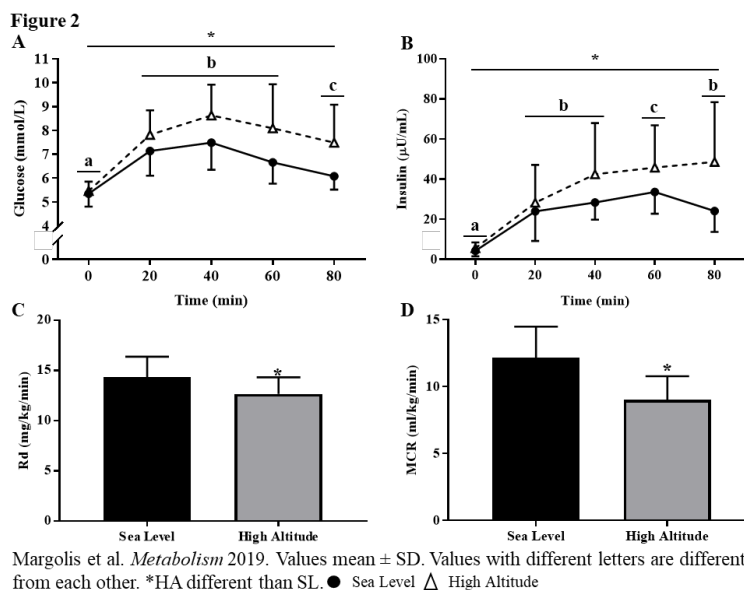 Figure 2
A
*
b
c
a
Glucose (mmol/L)
11
10
9
8
7
6
5
4
0
0 20 40 60 80
Time (min)
B
*
b
c
b
a
Insulin (µU/mL)
100
80
60
40
20
0
0 20 40 60 80
Time (min)
C
*
Rd (mg/kg/min)
20
15
10
5
0
Sea Level High Altitude
D
*
MCR (ml/kg/min)
15
10
5
0
Sea Level High Altitude
Margolis et al. Metabolism 2019. Values mean ± SD. Values with different letters are different
from each other. *HA different than SL. ● Sea Level △ High Altitude